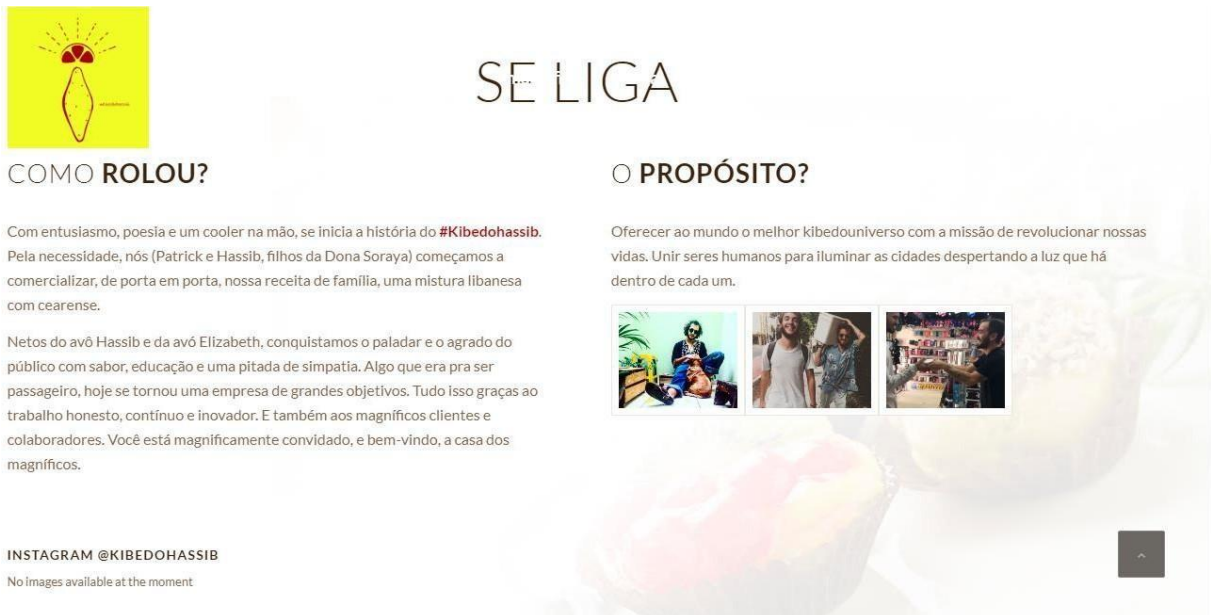 SE LIGA
COMO ROLOU?
Com entusiasmo, poesia e um cooler na mão, se inicia a história do #Kibedohassib.
Pela necessidade, nós (Patrick e Hassib, filhos da Dona Soraya) começamos a
comercializar, de porta em porta, nossa receita de família, uma mistura libanesa
com cearense.
Netos do avô Hassib e da avó Elizabeth, conquistamos o paladar e o agrado do
público com sabor, educação e uma pitada de simpatia. Algo que era pra ser
passageiro, hoje se tornou uma empresa de grandes objetivos. Tudo isso graças ao
trabalho honesto, contínuo e inovador. E também aos magníficos clientes e
colaboradores. Você está magnificamente convidado, e bem-vindo, a casa dos
magníficos.
O PROPÓSITO?
Oferecer ao mundo o melhor kibedouniverso com a missão de revolucionar nossas
vidas. Unir seres humanos para iluminar as cidades despertando a luz que há
dentro de cada um.
INSTAGRAM @KIBEDOHASSIB
No images available at the moment